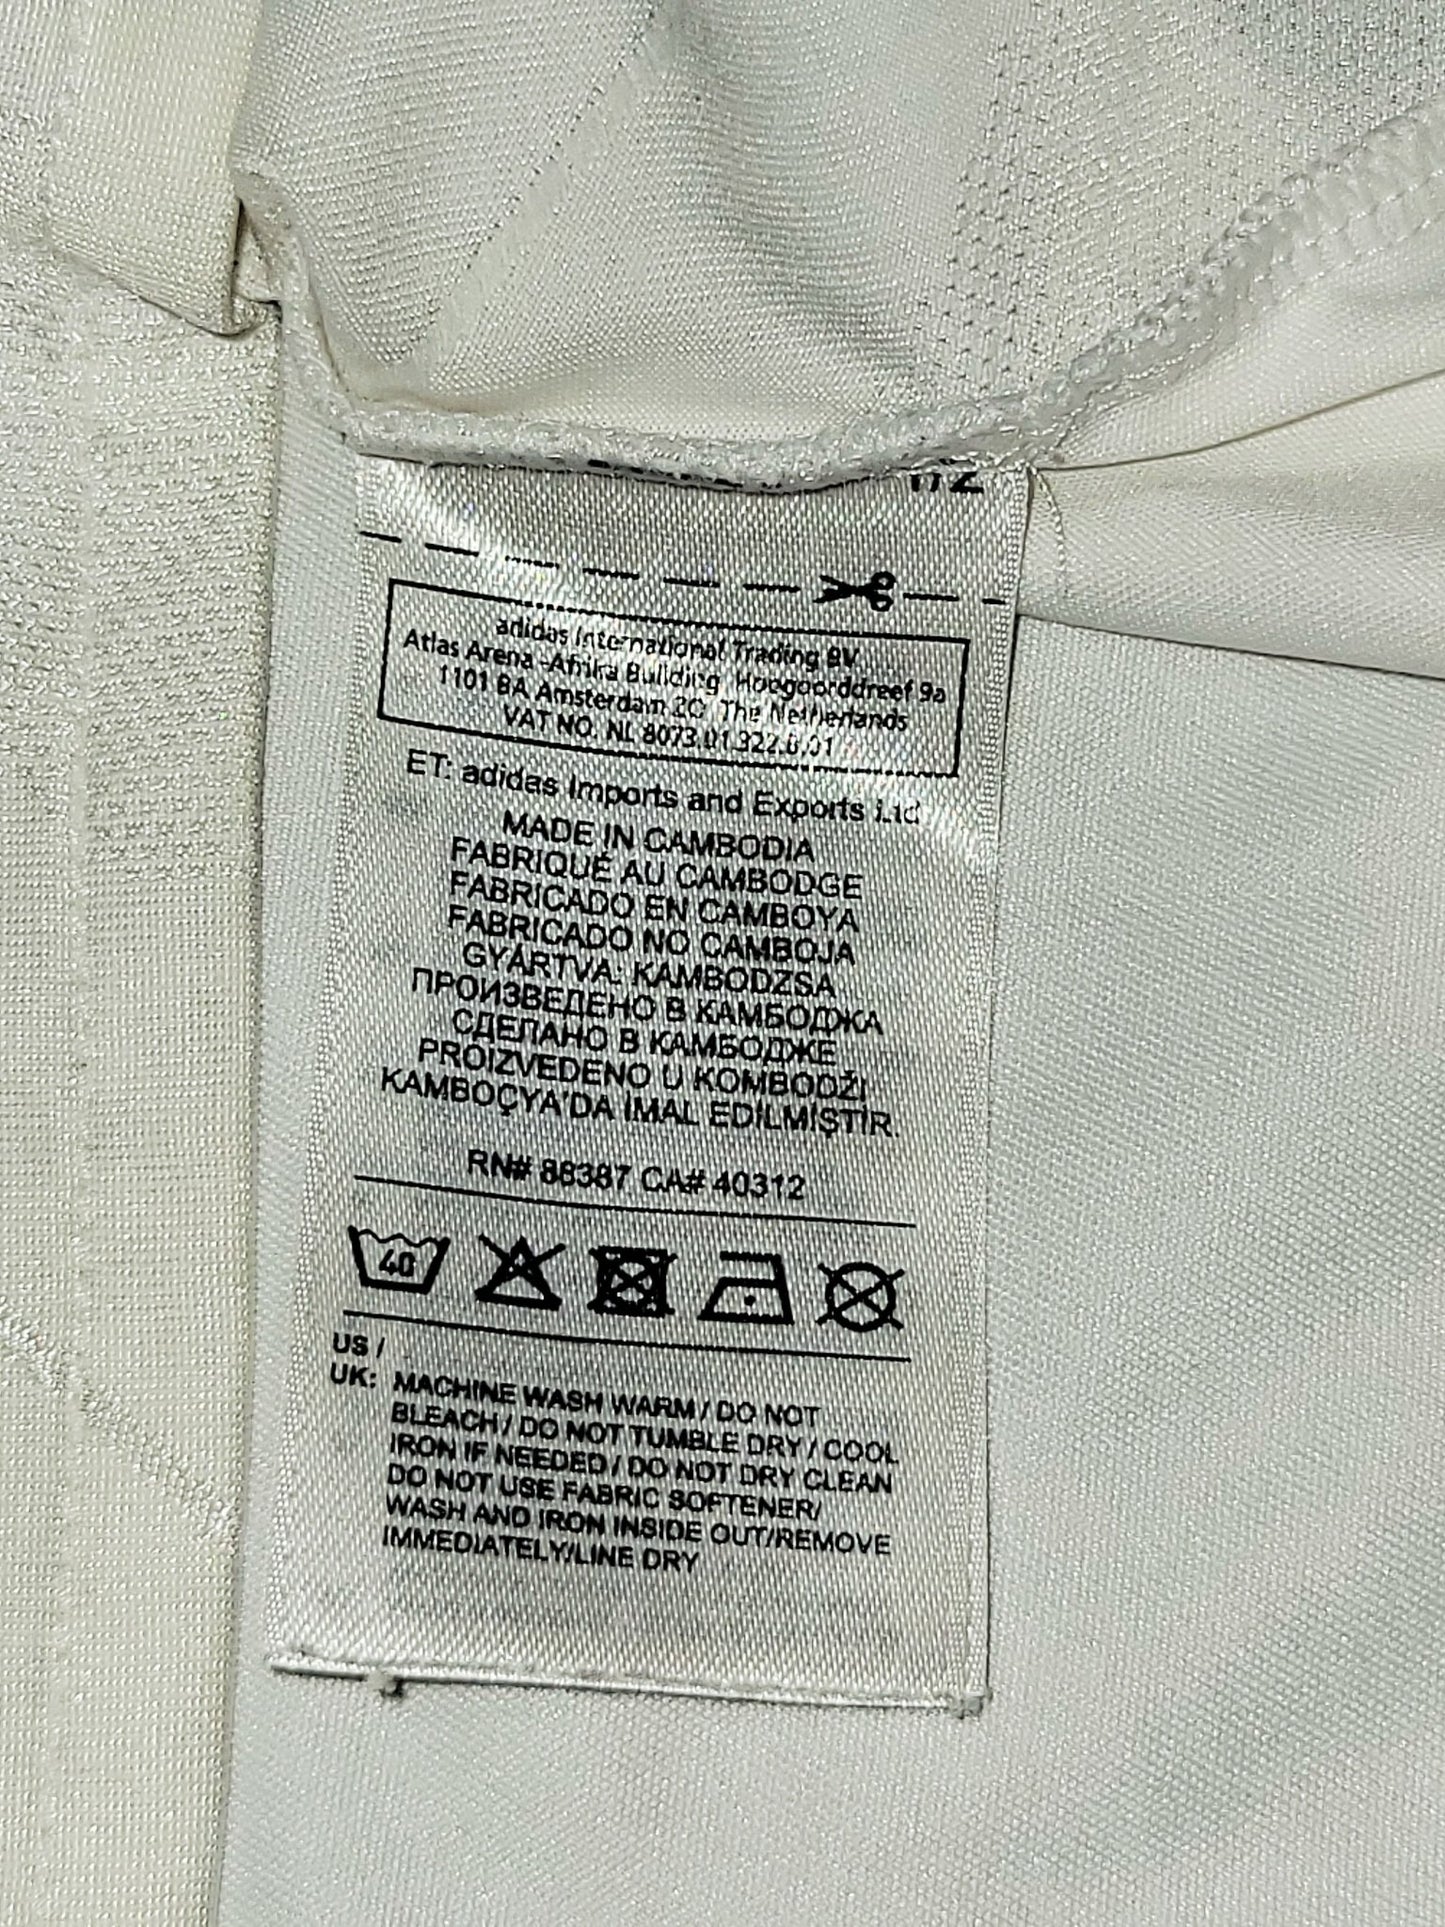 adidas International Trading BV
Atlas Arena -Afrika Building, Hoogoorddreef 9a
1101 BA Amsterdam ZO The Netherlands
VAT NO. NL 8073.01.322.B.01
ET: adidas Imports and Exports Ltd
MADE IN CAMBODIA
FABRIQUÉ AU CAMBODGE
FABRICADO EN CAMBOYA
FABRICADO NO CAMBOJA
GYÁRTVA: KAMBODZSA
ПРОИЗВЕДЕНО В КАМБОДЖА
СДЕЛАНО В КАМБОДЖЕ
PROIZVEDENO U KOMBODŽI
KAMBOÇYA'DA İMAL EDİLMİŞTİR.
RN# 88387 CA# 40312
40
US /
UK: MACHINE WASH WARM / DO NOT
BLEACH / DO NOT TUMBLE DRY / COOL
IRON IF NEEDED / DO NOT DRY CLEAN
DO NOT USE FABRIC SOFTENER/
WASH AND IRON INSIDE OUT/REMOVE
IMMEDIATELY/LINE DRY